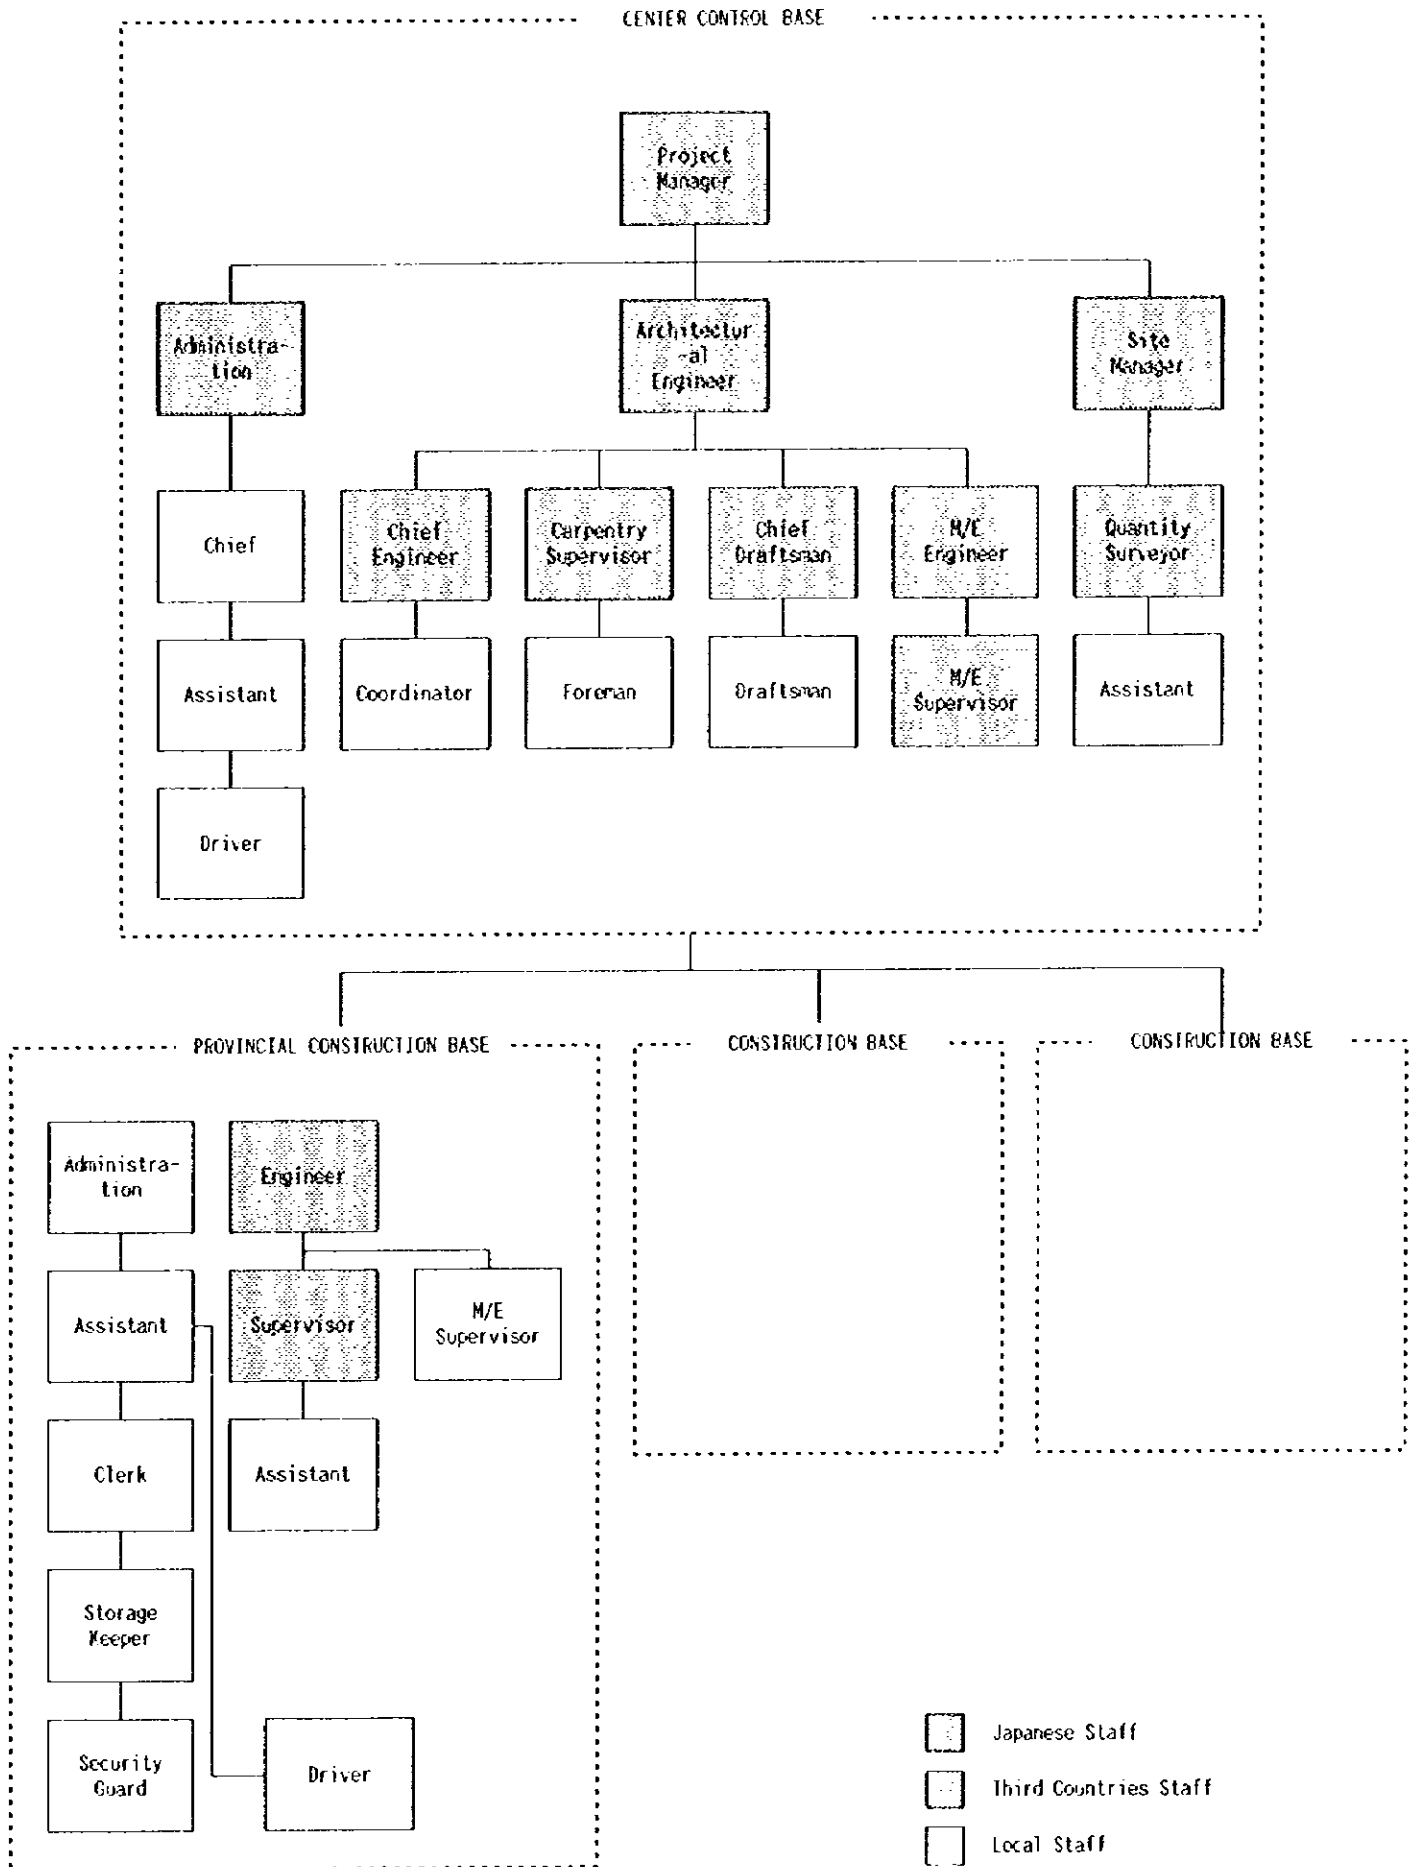 CENTER CONTROL BASE
Project
Manager
Administra-
tion
Architectur
-al
Engineer
Site
Manager
Chief
Chief
Engineer
Carpentry
Supervisor
Chief
Draftsman
M/E
Engineer
Quantity
Surveyor
Assistant
Coordinator
Foreman
Draftsman
M/E
Supervisor
Assistant
Driver
PROVINCIAL CONSTRUCTION BASE
CONSTRUCTION BASE
CONSTRUCTION BASE
Administra-
tion
Engineer
Assistant
Supervisor
M/E
Supervisor
Clerk
Assistant
Storage
Keeper
Security
Guard
Driver
Japanese Staff
Third Countries Staff
Local Staff